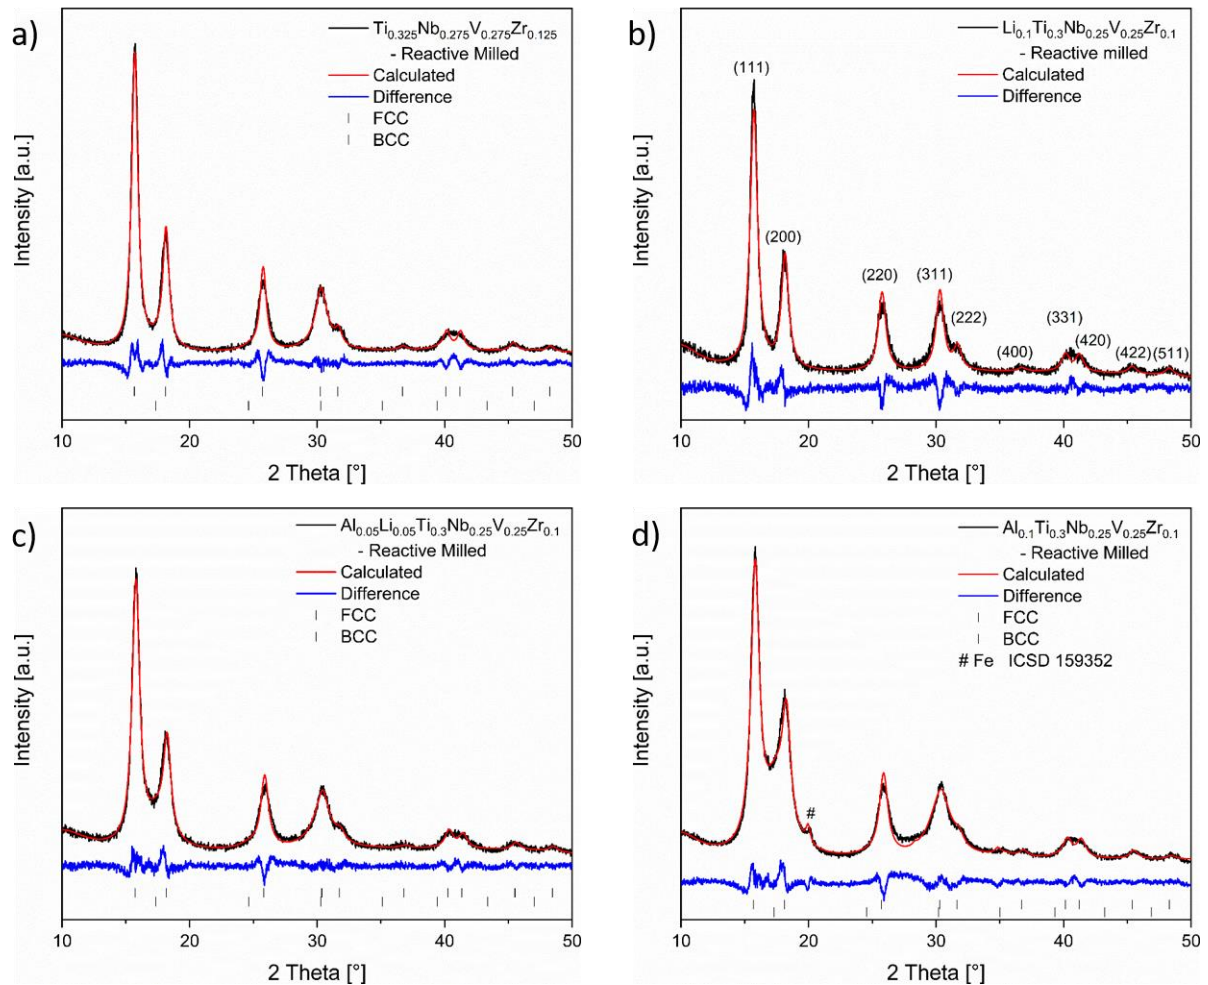 a)
Ti0.325Nb0.275V0.275Zr0.125
- Reactive Milled
Calculated
Difference
FCC
BCC
Intensity [a.u.]
10 20 30 40 50
2 Theta [°]
b)
Li0.1Ti0.3Nb0.25V0.25Zr0.1
- Reactive milled
Calculated
Difference
(111)
(200)
(220)
(311)
(222)
(400)
(331)
(420)
(422)
(511)
Intensity [a.u.]
10 20 30 40 50
2 Theta [°]
c)
Al0.05Li0.05Ti0.3Nb0.25V0.25Zr0.1
- Reactive Milled
Calculated
Difference
FCC
BCC
Intensity [a.u.]
10 20 30 40 50
2 Theta [°]
d)
Al0.1Ti0.3Nb0.25V0.25Zr0.1
- Reactive Milled
Calculated
Difference
FCC
BCC
# Fe ICSD 159352
#
Intensity [a.u.]
10 20 30 40 50
2 Theta [°]